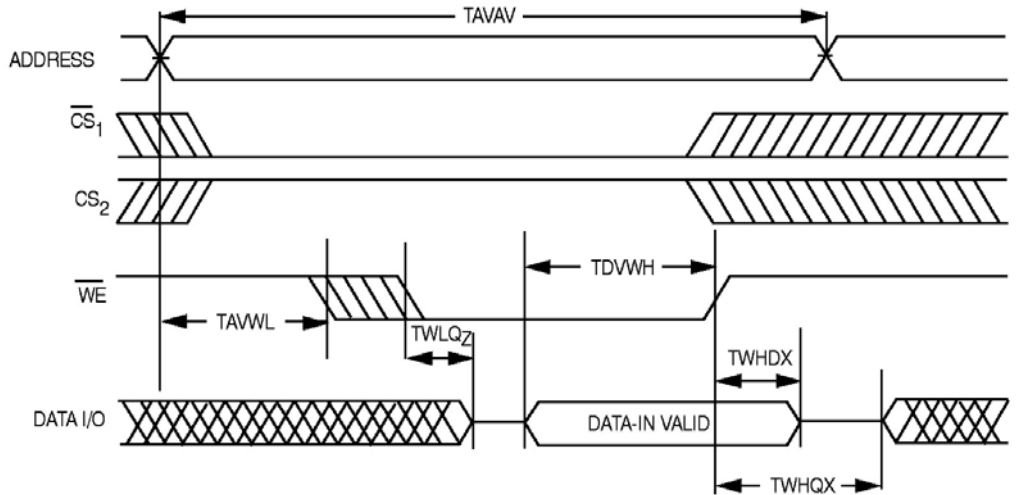 TAVAV
ADDRESS
CS1
CS2
TDVWH
WE
TAVWL
TWLQZ
TWHDX
DATA I/O
DATA-IN VALID
TWHQX